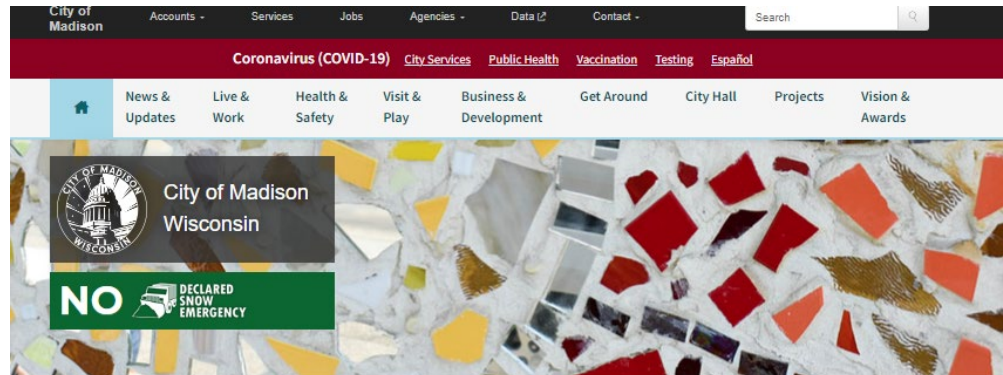 City of Madison
Accounts
Services
Jobs
Agencies
Data
Contact
Search
Coronavirus (COVID-19) City Services Public Health Vaccination Testing Español
News & Updates
Live & Work
Health & Safety
Visit & Play
Business & Development
Get Around
City Hall
Projects
Vision & Awards
CITY OF MADISON
WISCONSIN
City of Madison
Wisconsin
NO DECLARED
SNOW
EMERGENCY